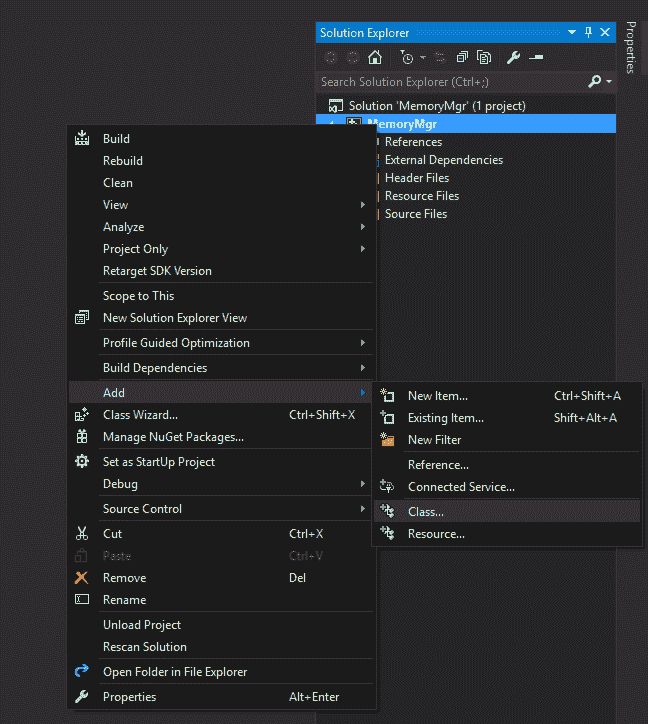 Solution Explorer
Properties
Search Solution Explorer (Ctrl+;)
Solution 'MemoryMgr' (1 project)
MemoryMgr
References
External Dependencies
Header Files
Resource Files
Source Files
Build
Rebuild
Clean
View
Analyze
Project Only
Retarget SDK Version
Scope to This
New Solution Explorer View
Profile Guided Optimization
Build Dependencies
Add
Class Wizard... Ctrl+Shift+X
Manage NuGet Packages...
Set as StartUp Project
Debug
Source Control
Cut Ctrl+X
Paste Ctrl+V
Remove Del
Rename
Unload Project
Rescan Solution
Open Folder in File Explorer
Properties Alt+Enter
New Item... Ctrl+Shift+A
Existing Item... Shift+Alt+A
New Filter
Reference...
Connected Service...
Class...
Resource...